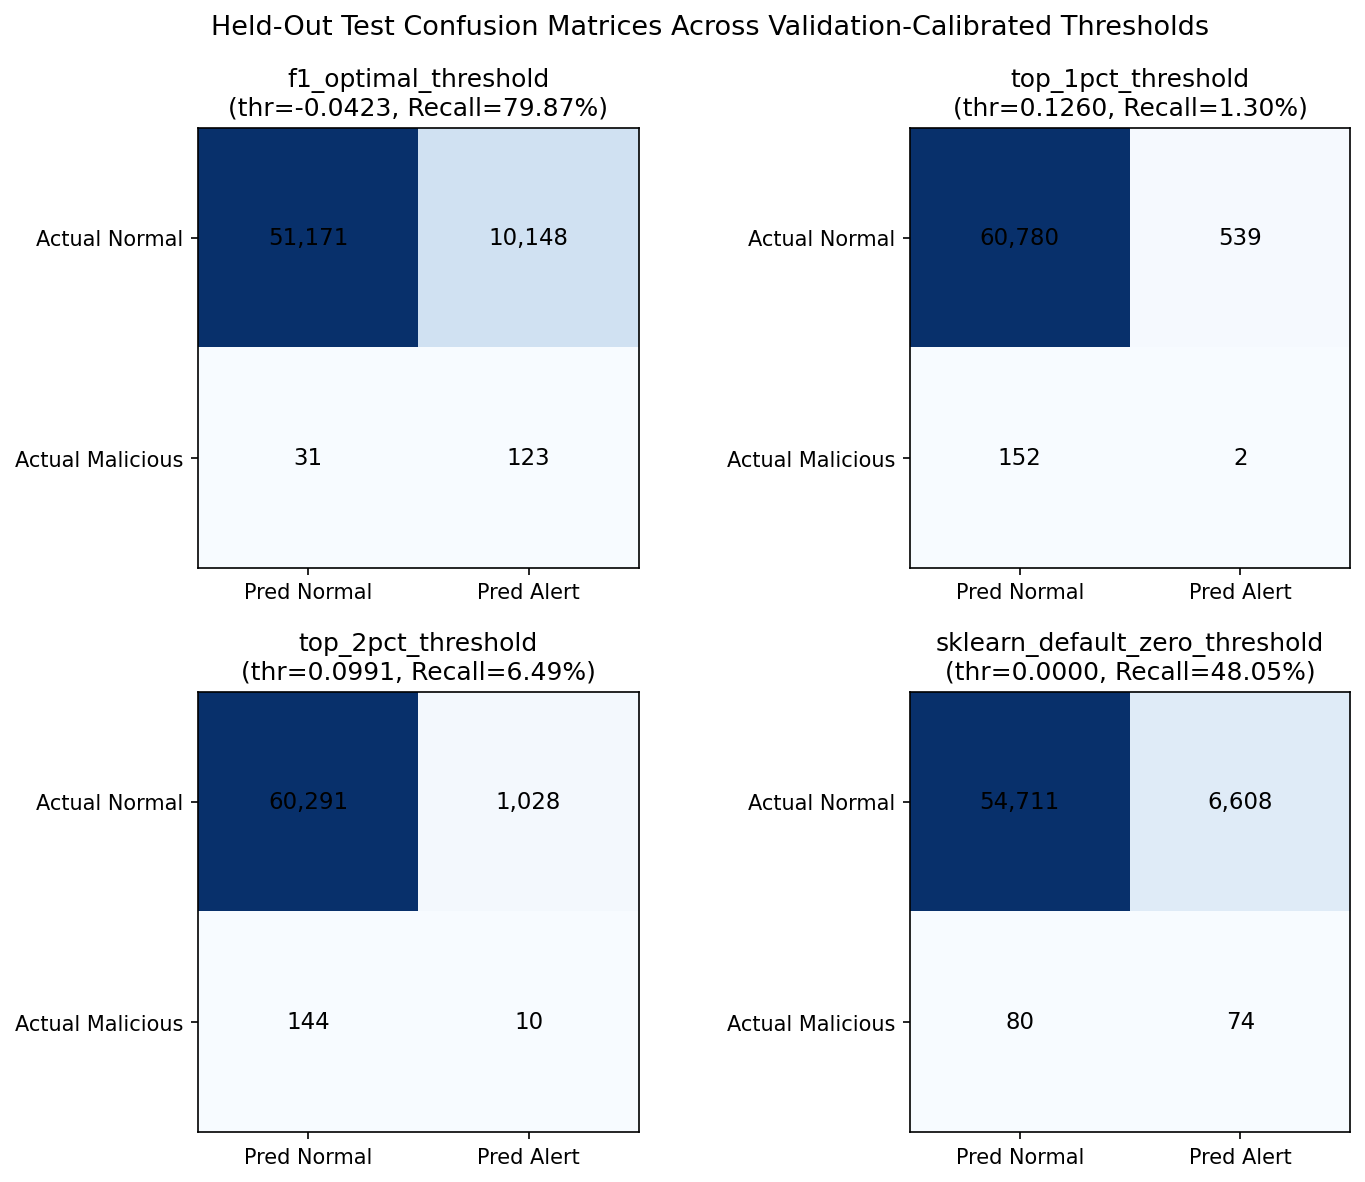 Held-Out Test Confusion Matrices Across Validation-Calibrated Thresholds
f1_optimal_threshold
(thr=-0.0423, Recall=79.87%)
Actual Normal
51,171
10,148
Actual Malicious
31
123
Pred Normal
Pred Alert
top_1pct_threshold
(thr=0.1260, Recall=1.30%)
Actual Normal
60,780
539
Actual Malicious
152
2
Pred Normal
Pred Alert
top_2pct_threshold
(thr=0.0991, Recall=6.49%)
Actual Normal
60,291
1,028
Actual Malicious
144
10
Pred Normal
Pred Alert
sklearn_default_zero_threshold
(thr=0.0000, Recall=48.05%)
Actual Normal
54,711
6,608
Actual Malicious
80
74
Pred Normal
Pred Alert